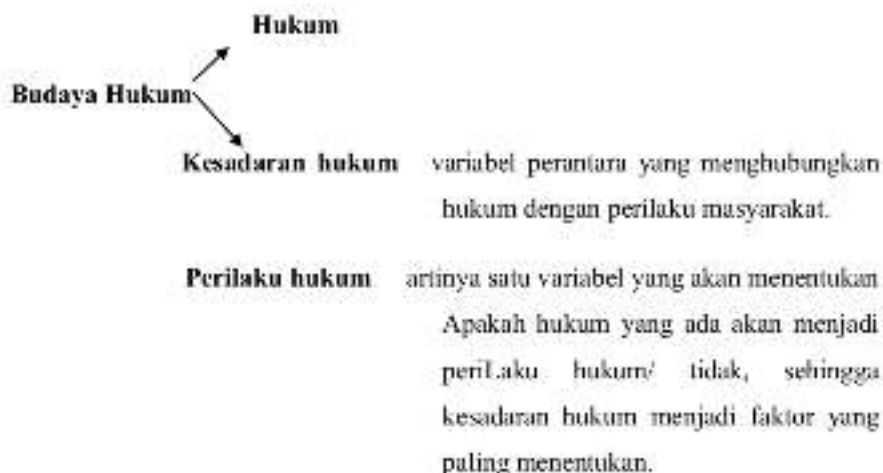 Hukum
Budaya Hukum
Kesadaran hukum variabel perantara yang menghubungkan
hukum dengan perilaku masyarakat.
Perilaku hukum artinya satu variabel yang akan menentukan
Apakah hukum yang ada akan menjadi
periLaku hukum/ tidak, sehingga
kesadaran hukum menjadi faktor yang
paling menentukan.